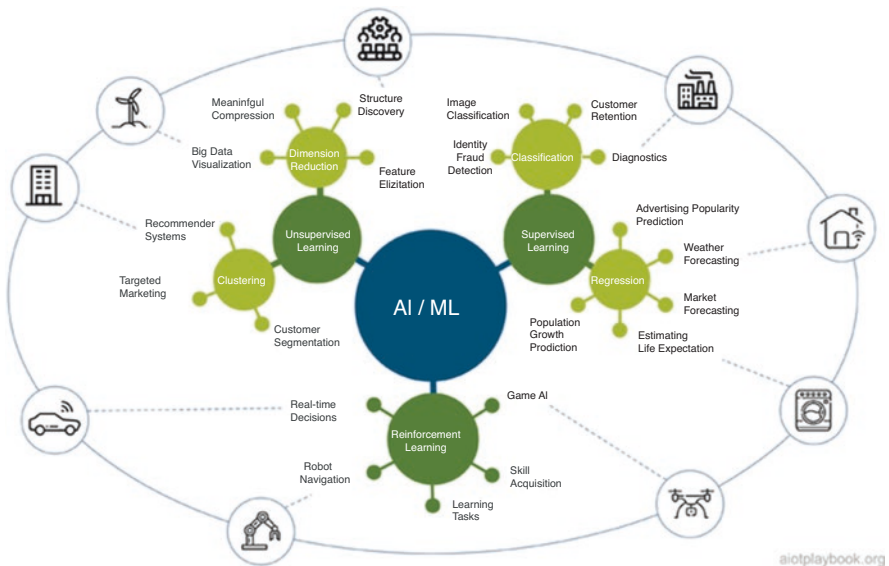 Meaninfgul
Compression
Structure
Discovery
Big Data
Visualization
Dimension
Reduction
Feature
Elizitation
Image
Classification
Customer
Retention
Identity
Fraud
Detection
Classification
Diagnostics
Recommender
Systems
Unsupervised
Learning
Targeted
Marketing
Clustering
Customer
Segmentation
Supervised
Learning
Advertising Popularity
Prediction
Weather
Forecasting
Regression
Market
Forecasting
Population
Growth
Prodiction
Estimating
Life Expectation
AI / ML
Real-time
Decisions
Game AI
Reinforcement
Learning
Robot
Navigation
Skill
Acquisition
Learning
Tasks
aiotplaybook.org